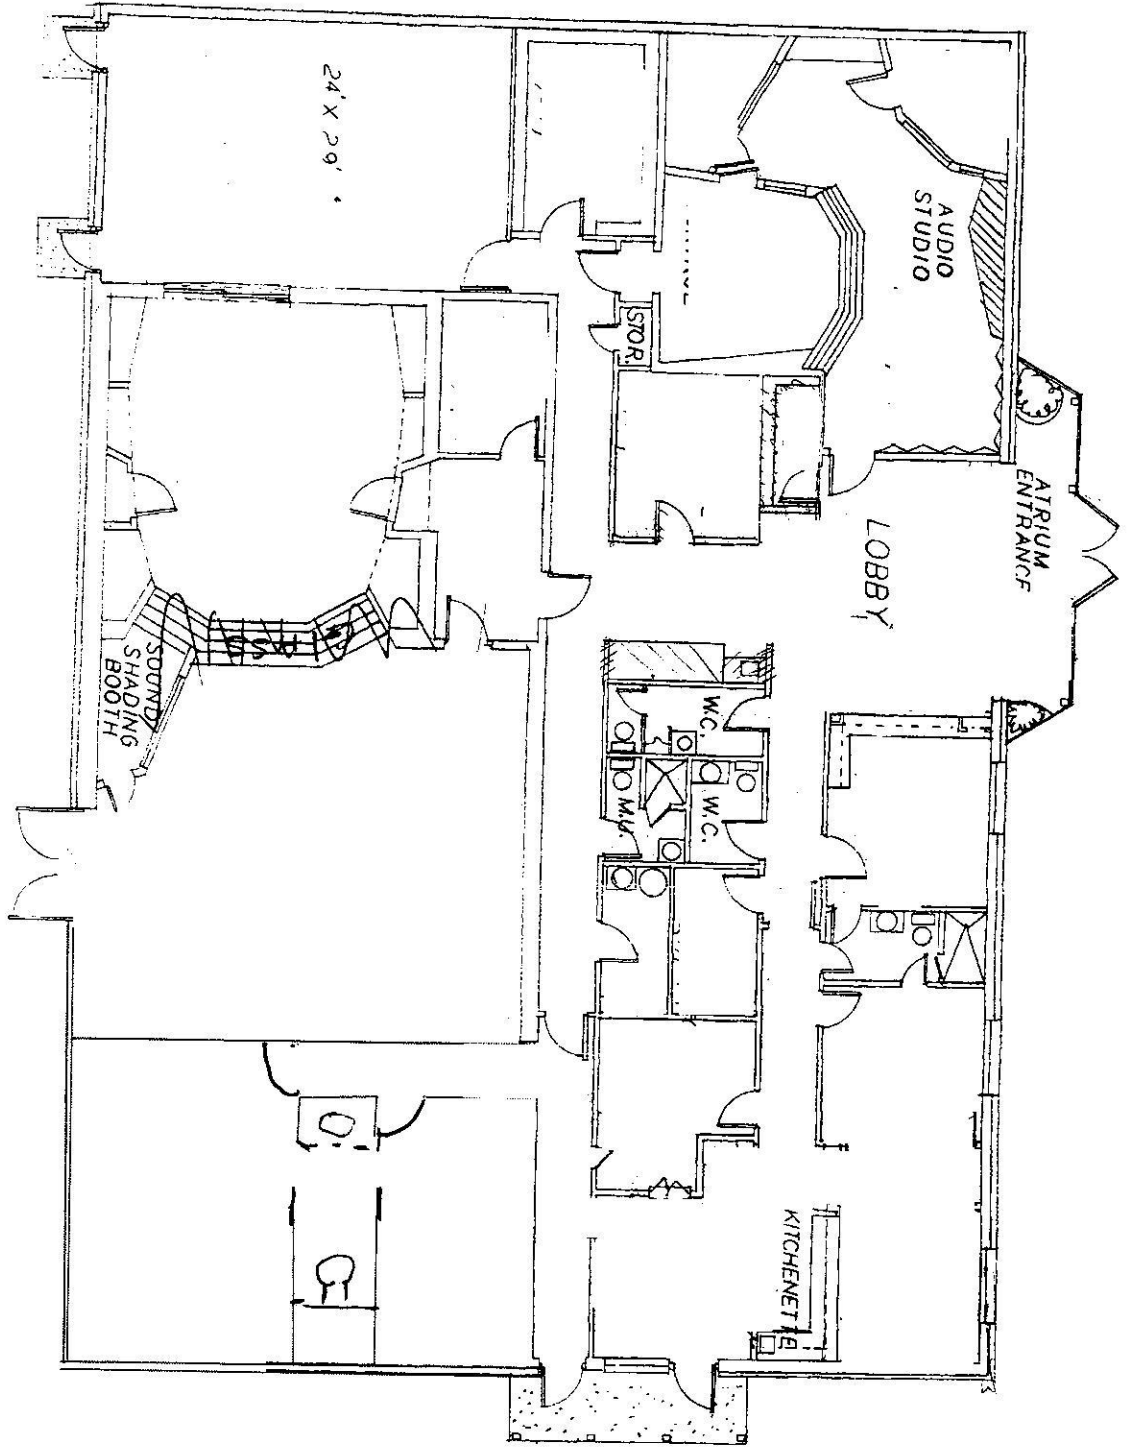 24' X 29'
AUDIO
STUDIO
STOR.
ATRIUM
ENTRANCE
LOBBY
SOUND
SHADING
BOOTH
W.C.
W.C.
M.U.
KITCHENETTE